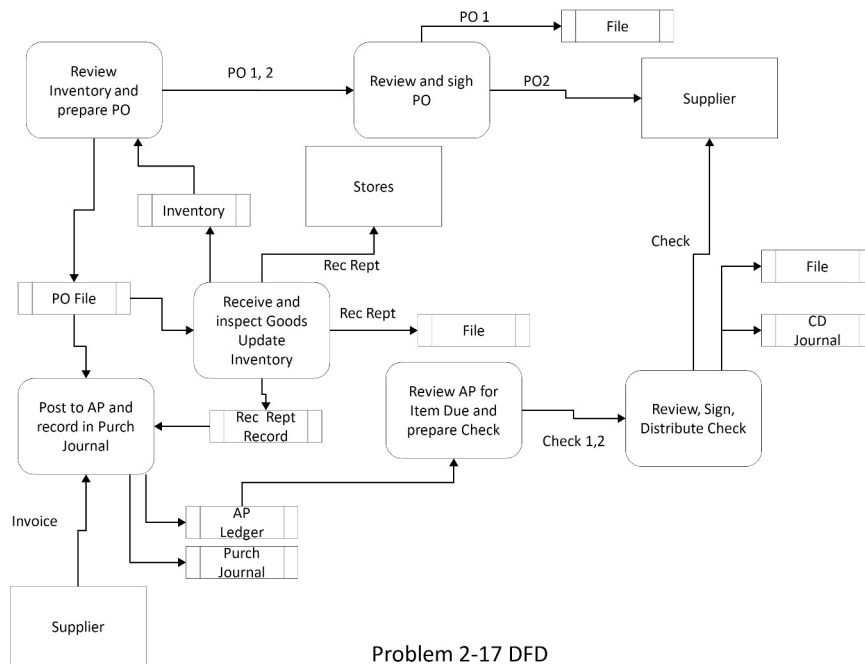 PO 1
File
Review
Inventory and
prepare PO
PO 1, 2
Review and sigh
PO
PO2
Supplier
Stores
Inventory
Rec Rept
Check
PO File
Receive and
inspect Goods
Update
Inventory
Rec Rept
File
File
CD
Journal
Post to AP and
record in Purch
Journal
Rec Rept
Record
Review AP for
Item Due and
prepare Check
Check 1,2
Review, Sign,
Distribute Check
Invoice
AP
Ledger
Purch
Journal
Supplier
Problem 2-17 DFD